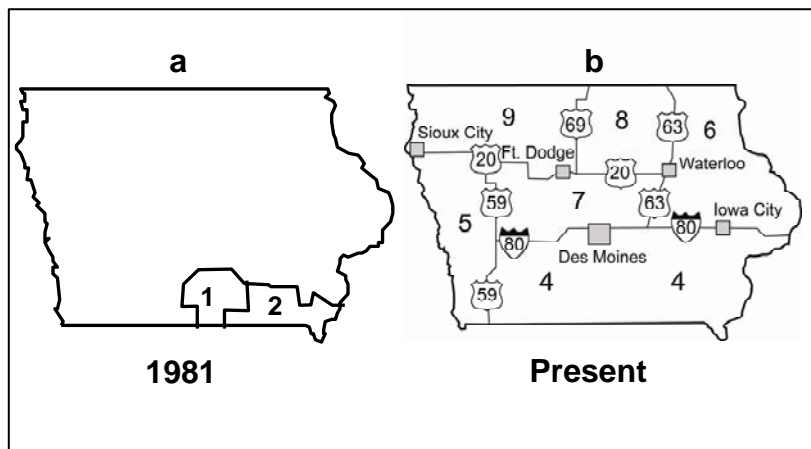 a
1
2
1981
b
9
69
8
63
6
Sioux City
20
Ft. Dodge
20
Waterloo
59
7
63
Iowa City
5
80
80
Des Moines
59
4
4
Present